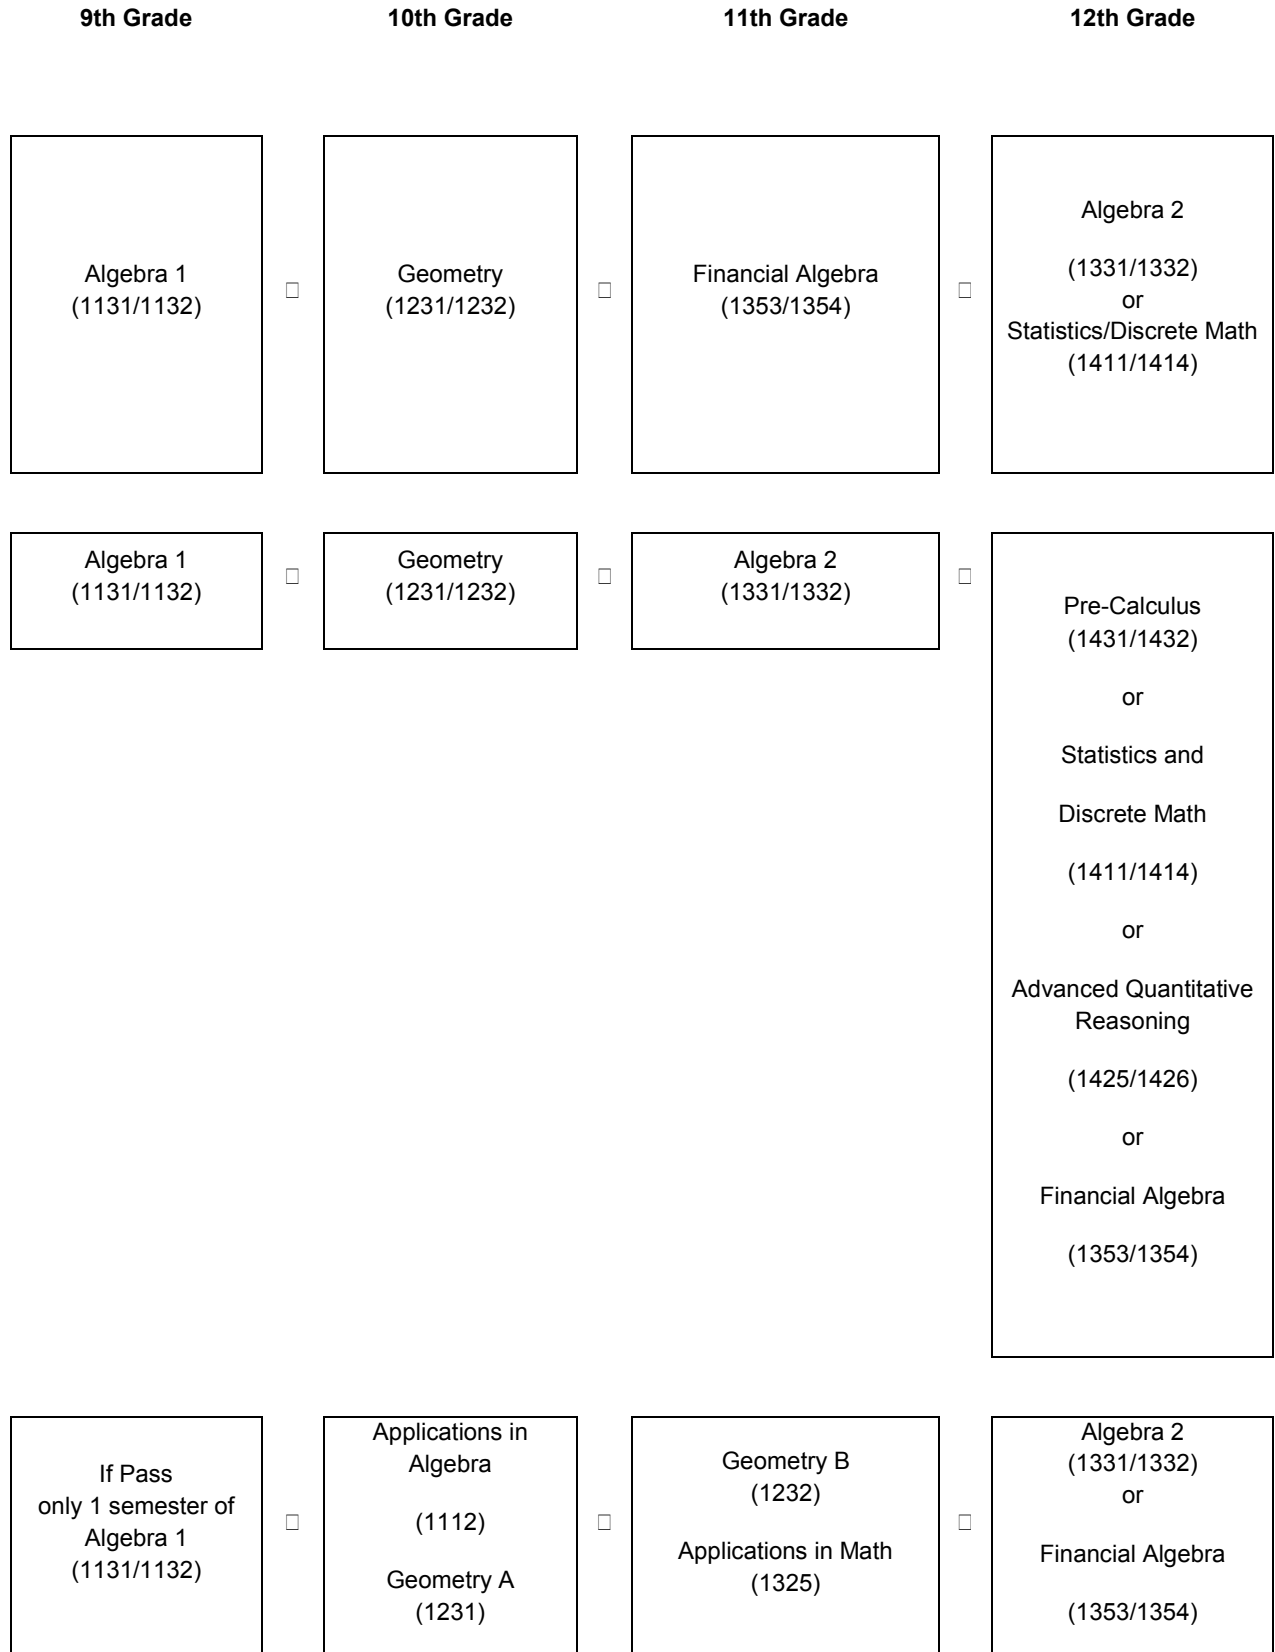 9th Grade
10th Grade
11th Grade
12th Grade
Algebra 1
(1131/1132)
Geometry
(1231/1232)
Financial Algebra
(1353/1354)
Algebra 2
(1331/1332)
or
Statistics/Discrete Math
(1411/1414)
Algebra 1
(1131/1132)
Geometry
(1231/1232)
Algebra 2
(1331/1332)
Pre-Calculus
(1431/1432)
or
Statistics and
Discrete Math
(1411/1414)
or
Advanced Quantitative
Reasoning
(1425/1426)
or
Financial Algebra
(1353/1354)
If Pass
only 1 semester of
Algebra 1
(1131/1132)
Applications in
Algebra
(1112)
Geometry A
(1231)
Geometry B
(1232)
Applications in Math
(1325)
Algebra 2
(1331/1332)
or
Financial Algebra
(1353/1354)